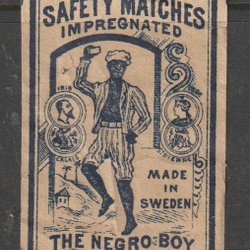 SAFETY MATCHES
IMPREGNATED
MADE
IN
SWEDEN
THE NEGRO BOY